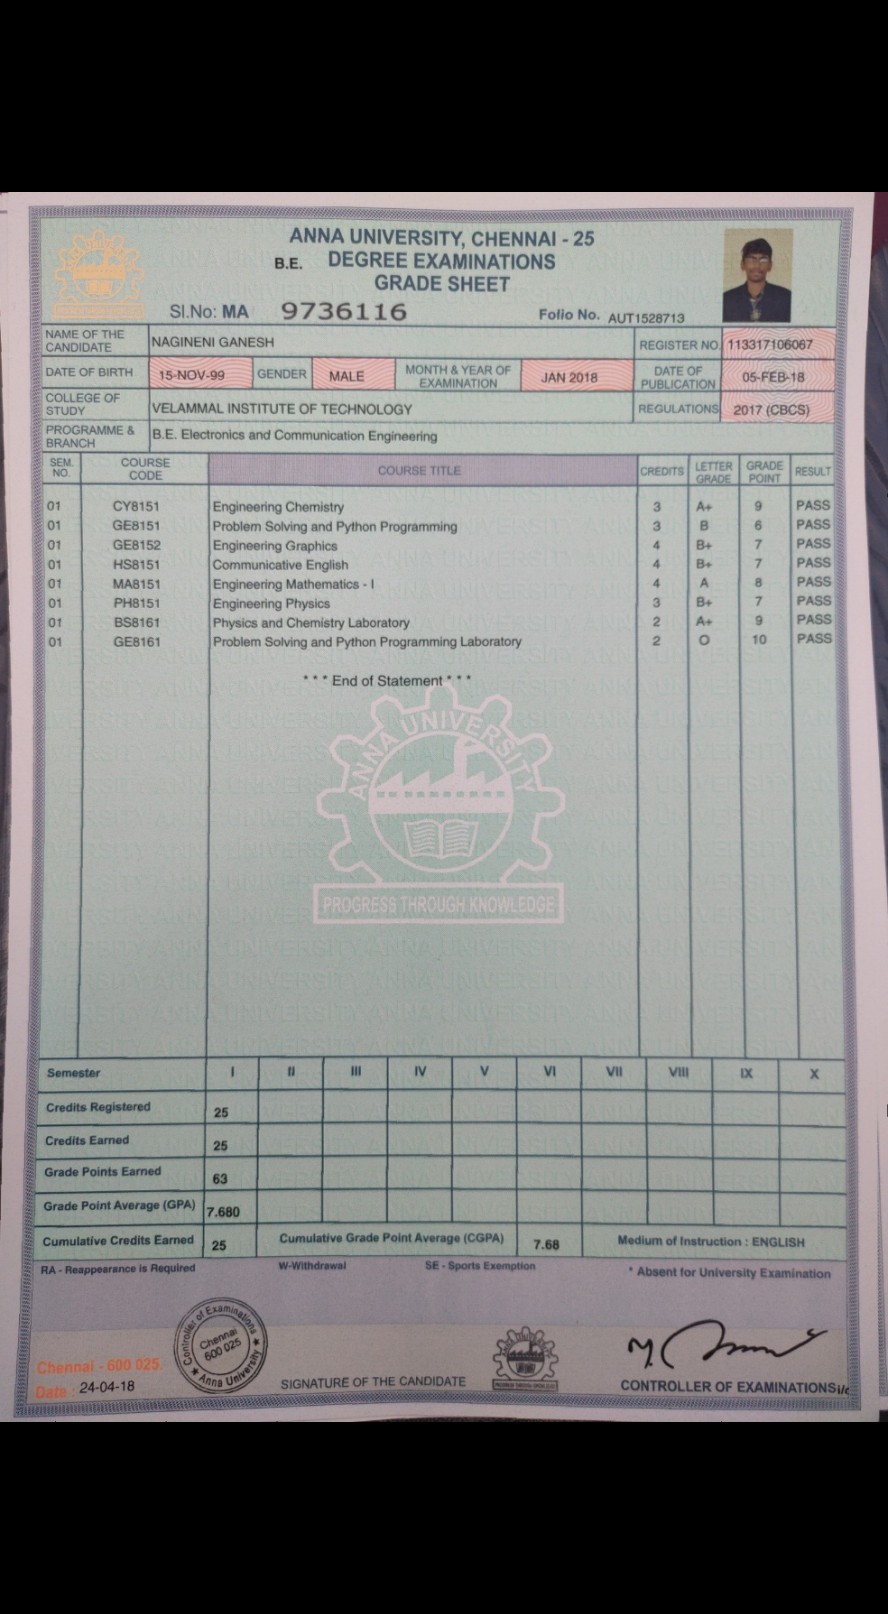 ANNA UNIVERSITY, CHENNAI - 25
B.E. DEGREE EXAMINATIONS
GRADE SHEET
Sl.No: MA 9736116 Folio No. AUT1528713
NAME OF THE CANDIDATE NAGINENI GANESH REGISTER NO. 113317106067
DATE OF BIRTH 15-NOV-99 GENDER MALE MONTH & YEAR OF EXAMINATION JAN 2018 DATE OF PUBLICATION 05-FEB-18
COLLEGE OF STUDY VELAMMAL INSTITUTE OF TECHNOLOGY REGULATIONS 2017 (CBCS)
PROGRAMME & BRANCH B.E. Electronics and Communication Engineering
SEM. NO. COURSE CODE COURSE TITLE CREDITS LETTER GRADE GRADE POINT RESULT
01 CY8151 Engineering Chemistry 3 A+ 9 PASS
01 GE8151 Problem Solving and Python Programming 3 B 6 PASS
01 GE8152 Engineering Graphics 4 B+ 7 PASS
01 HS8151 Communicative English 4 B+ 7 PASS
01 MA8151 Engineering Mathematics - I 4 A 8 PASS
01 PH8151 Engineering Physics 3 B+ 7 PASS
01 BS8161 Physics and Chemistry Laboratory 2 A+ 9 PASS
01 GE8161 Problem Solving and Python Programming Laboratory 2 O 10 PASS
* * * End of Statement * * *
ANNA UNIVERSITY
PROGRESS THROUGH KNOWLEDGE
Semester I II III IV V VI VII VIII IX X
Credits Registered 25
Credits Earned 25
Grade Points Earned 63
Grade Point Average (GPA) 7.680
Cumulative Credits Earned 25 Cumulative Grade Point Average (CGPA) 7.68 Medium of Instruction : ENGLISH
RA - Reappearance is Required W-Withdrawal SE - Sports Exemption * Absent for University Examination
Controller of Examinations
Chennai
600 025
★ Anna University ★
Chennai - 600 025.
Date : 24-04-18
SIGNATURE OF THE CANDIDATE
CONTROLLER OF EXAMINATIONS i/c